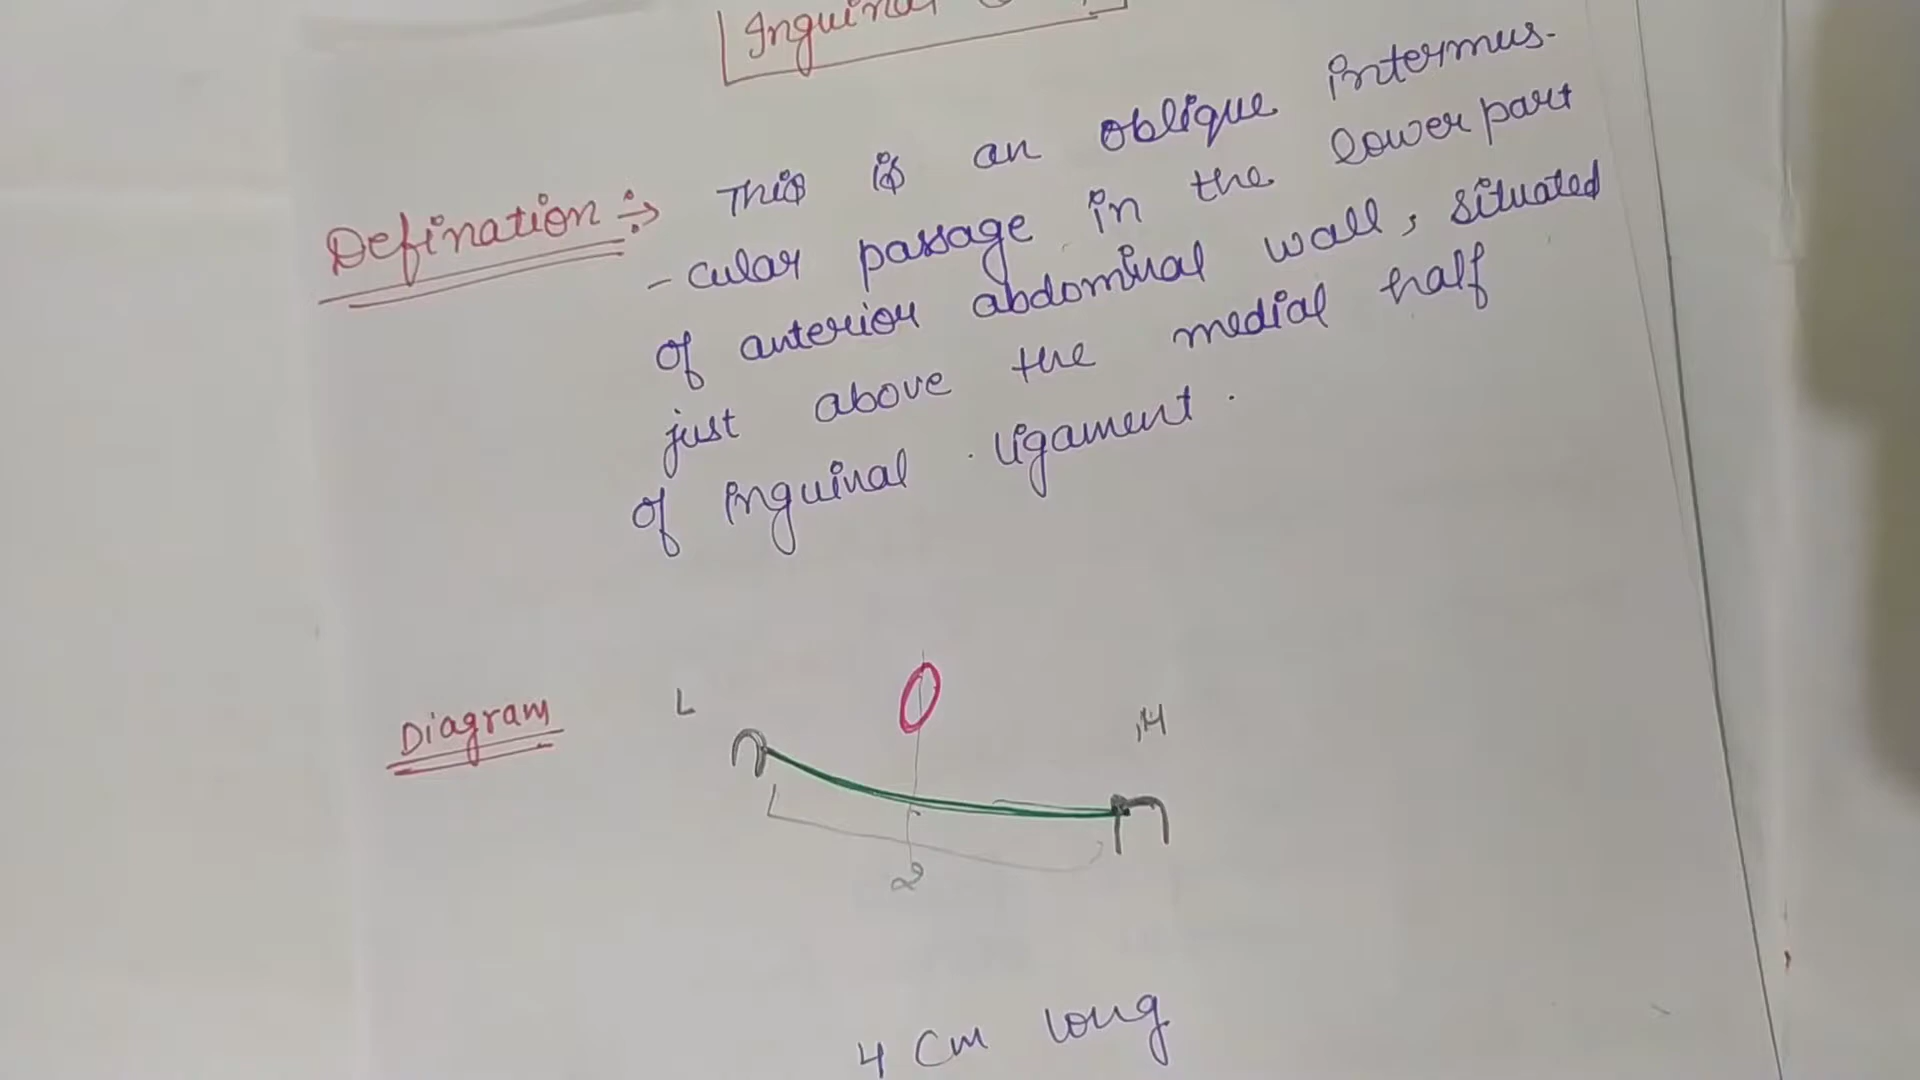 Inguinal
Defination :→ This is an oblique intermus-
- cular passage in the lower part
of anterior abdominal wall, situated
just above the medial half
of inguinal ligament.
Diagram
L
M
2
4 cm long